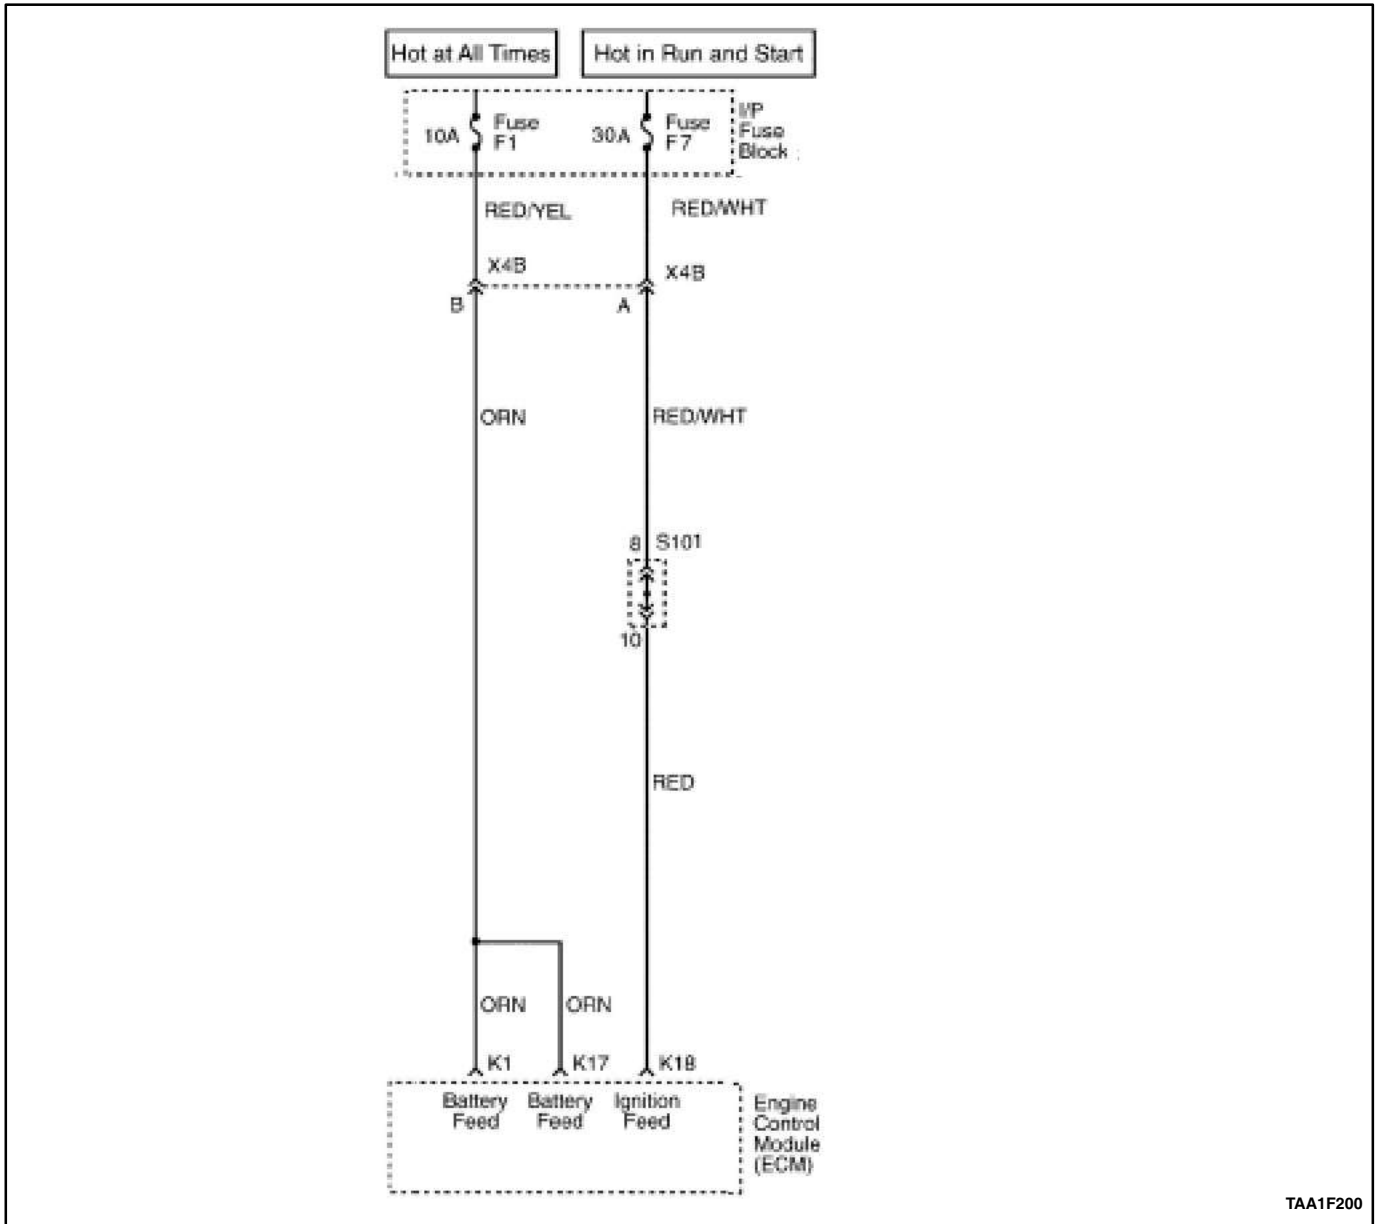 Hot at All Times
Hot in Run and Start
10A
Fuse
F1
30A
Fuse
F7
I/P
Fuse
Block
RED/YEL
RED/WHT
X4B
X4B
B
A
ORN
RED/WHT
8
S101
10
RED
ORN
ORN
K1
K17
K18
Battery
Feed
Battery
Feed
Ignition
Feed
Engine
Control
Module
(ECM)
TAA1F200